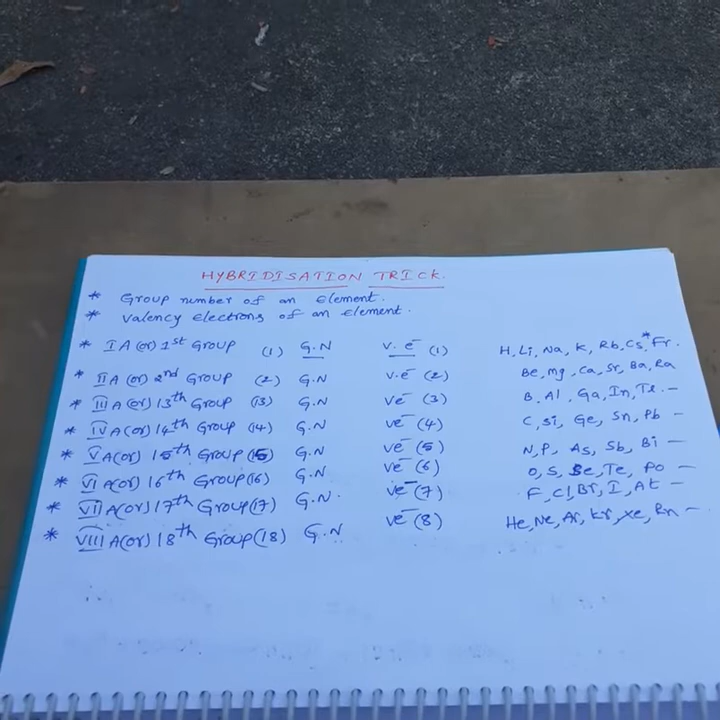 HYBRIDISATION TRICK.
* Group number of an element.
* Valency electrons of an element.
* IA (or) 1st Group (1) G.N V.e- (1) H, Li, Na, K, Rb, Cs,* Fr.
* IIA (or) 2nd Group (2) G.N v.e- (2) Be, Mg, Ca, Sr, Ba, Ra
* IIIA (or) 13th Group (13) G.N ve- (3) B, Al, Ga, In, Te. -
* IVA (or) 14th Group (14) G.N ve- (4) C, Si, Ge, Sn, Pb -
* VA (or) 15th Group (15) G.N ve- (5) N, P, As, Sb, Bi -
* VI A (or) 16th Group (16) G.N ve- (6) O, S, Se, Te, Po -
* VII A (or) 17th Group (17) G.N. ve- (7) F, Cl, Br, I, At -
* VIII A (or) 18th Group (18) G.N ve- (8) He, Ne, Ar, Kr, Xe, Rn -